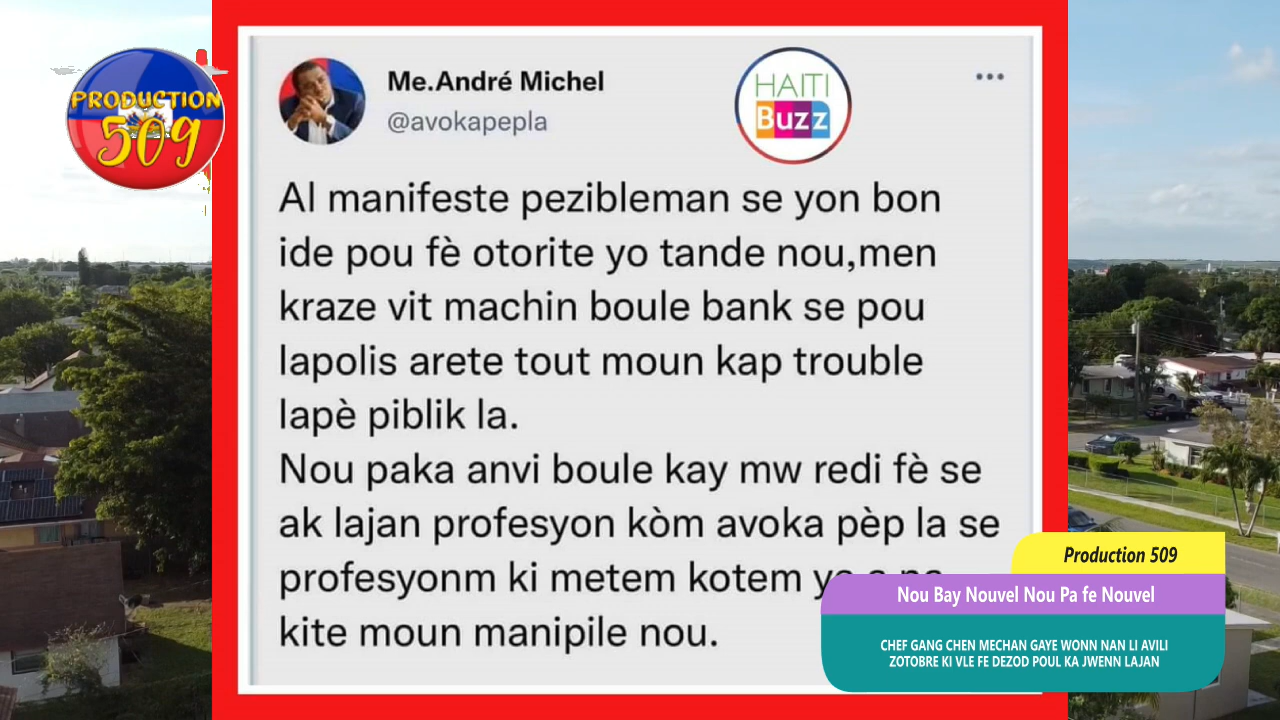 PRODUCTION
509
Me.André Michel
@avokapepla
HAITI
Buzz
Al manifeste pezibleman se yon bon
ide pou fè otorite yo tande nou,men
kraze vit machin boule bank se pou
lapolis arete tout moun kap trouble
lapè piblik la.
Nou paka anvi boule kay mw redi fè se
ak lajan profesyon kòm avoka pèp la se
profesyonm ki metem kotem
kite moun manipile nou.
Production 509
Nou Bay Nouvel Nou Pa fe Nouvel
CHEF GANG CHEN MECHAN GAYE WONN NAN LI AVILI
ZOTOBRE KI VLE FE DEZOD POUL KA JWENN LAJAN